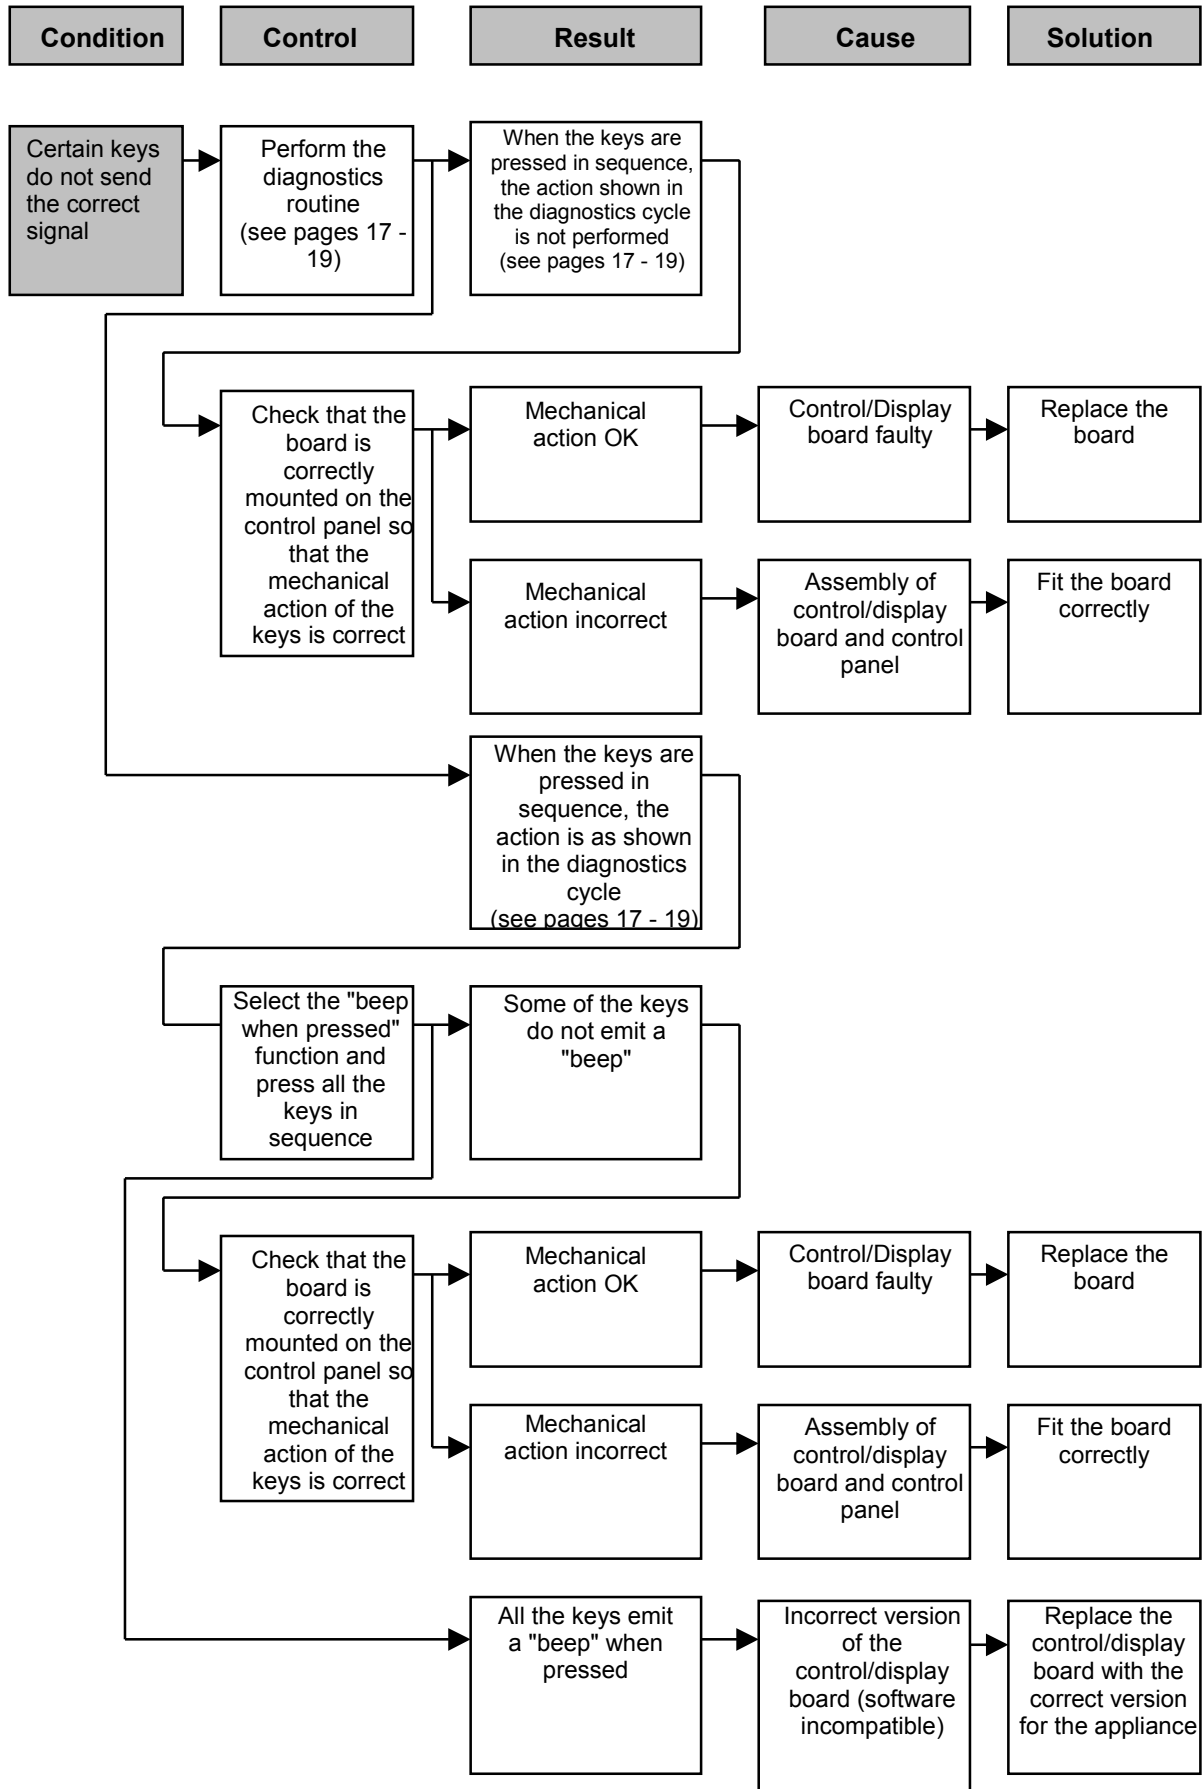 Condition
Control
Result
Cause
Solution
Certain keys
do not send
the correct
signal
Perform the
diagnostics
routine
(see pages 17 -
19)
When the keys are
pressed in sequence,
the action shown in
the diagnostics cycle
is not performed
(see pages 17 - 19)
Check that the
board is
correctly
mounted on the
control panel so
that the
mechanical
action of the
keys is correct
Mechanical
action OK
Control/Display
board faulty
Replace the
board
Mechanical
action incorrect
Assembly of
control/display
board and control
panel
Fit the board
correctly
When the keys are
pressed in
sequence, the
action is as shown
in the diagnostics
cycle
(see pages 17 - 19)
Select the "beep
when pressed"
function and
press all the
keys in
sequence
Some of the keys
do not emit a
"beep"
Check that the
board is
correctly
mounted on the
control panel so
that the
mechanical
action of the
keys is correct
Mechanical
action OK
Control/Display
board faulty
Replace the
board
Mechanical
action incorrect
Assembly of
control/display
board and control
panel
Fit the board
correctly
All the keys emit
a "beep" when
pressed
Incorrect version
of the
control/display
board (software
incompatible)
Replace the
control/display
board with the
correct version
for the appliance